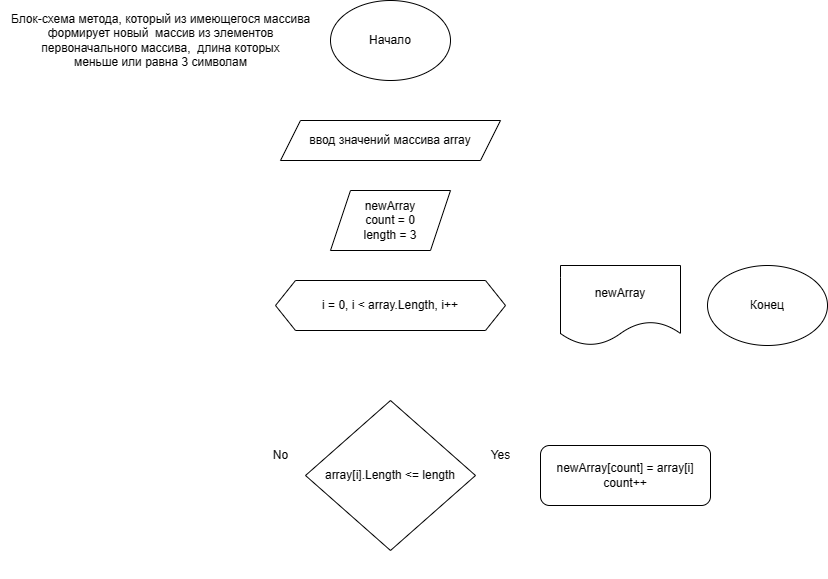 Блок-схема метода, который из имеющегося массива
формирует новый массив из элементов
первоначального массива, длина которых
меньше или равна 3 символам
Начало
ввод значений массива array
newArray
count = 0
length = 3
i = 0, i < array.Length, i++
newArray
Конец
No
array[i].Length <= length
Yes
newArray[count] = array[i]
count++